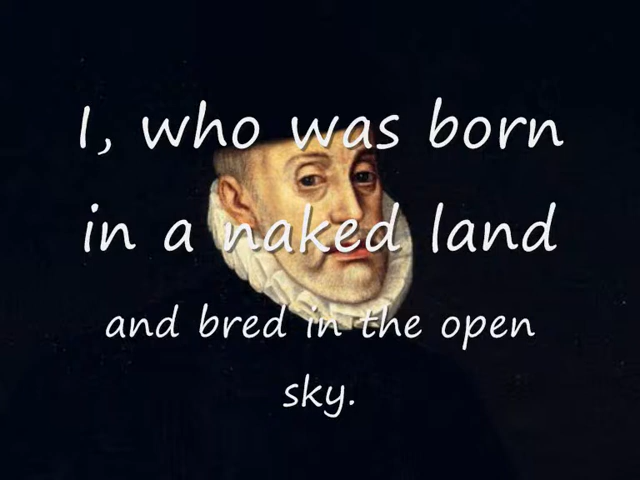 I, who was born
in a naked land
and bred in the open
sky.